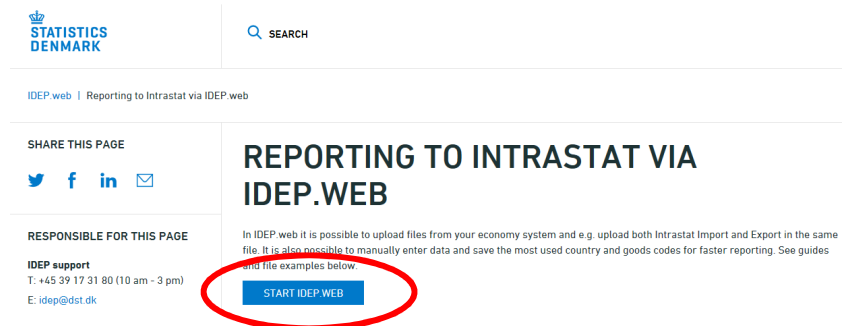 STATISTICS
DENMARK
SEARCH
IDEP.web | Reporting to Intrastat via IDEP.web
SHARE THIS PAGE
REPORTING TO INTRASTAT VIA
IDEP.WEB
In IDEP.web it is possible to upload files from your economy system and e.g. upload both Intrastat Import and Export in the same
file. It is also possible to manually enter data and save the most used country and goods codes for faster reporting. See guides
and file examples below.
START IDEP.WEB
RESPONSIBLE FOR THIS PAGE
IDEP support
T: +45 39 17 31 80 (10 am - 3 pm)
E: idep@dst.dk